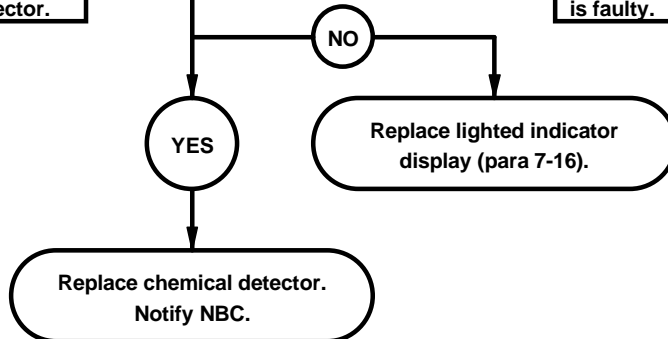 ector.
is faulty.
NO
YES
Replace lighted indicator
display (para 7-16).
Replace chemical detector.
Notify NBC.